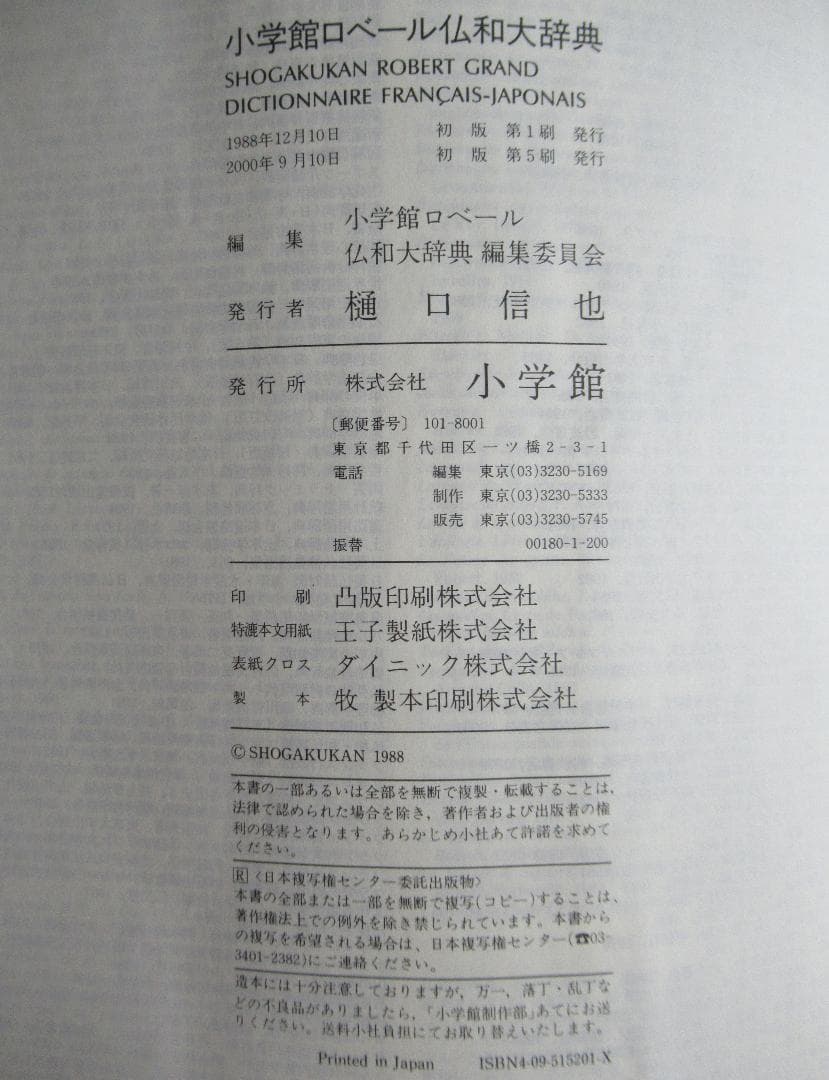 小学館ロベール仏和大辞典
SHOGAKUKAN ROBERT GRAND
DICTIONNAIRE FRANÇAIS-JAPONAIS
1988年12月10日 初 版 第1刷 発行
2000年 9 月10日 初 版 第5刷 発行
編 集 小学館ロベール
仏和大辞典 編集委員会
発行者 樋口信也
発行所 株式会社 小学館
〔郵便番号〕 101-8001
東京都千代田区一ツ橋2-3-1
電話 編集 東京(03)3230-5169
制作 東京(03)3230-5333
販売 東京(03)3230-5745
振替 00180-1-200
印 刷 凸版印刷株式会社
特漉本文用紙 王子製紙株式会社
表紙クロス ダイニック株式会社
製 本 牧 製本印刷株式会社
©SHOGAKUKAN 1988
本書の一部あるいは全部を無断で複製・転載することは、
法律で認められた場合を除き、著作者および出版者の権
利の侵害となります。あらかじめ小社あて許諾を求めて
ください。
R〈日本複写権センター委託出版物〉
本書の全部または一部を無断で複写(コピー)することは、
著作権法上での例外を除き禁じられています。本書から
の複写を希望される場合は、日本複写権センター(☎03-
3401-2382)にご連絡ください。
造本には十分注意しておりますが、万一、落丁・乱丁な
どの不良品がありましたら、「小学館制作部」あてにお送
りください。送料小社負担にてお取り替えいたします。
Printed in Japan ISBN4-09-515201-X